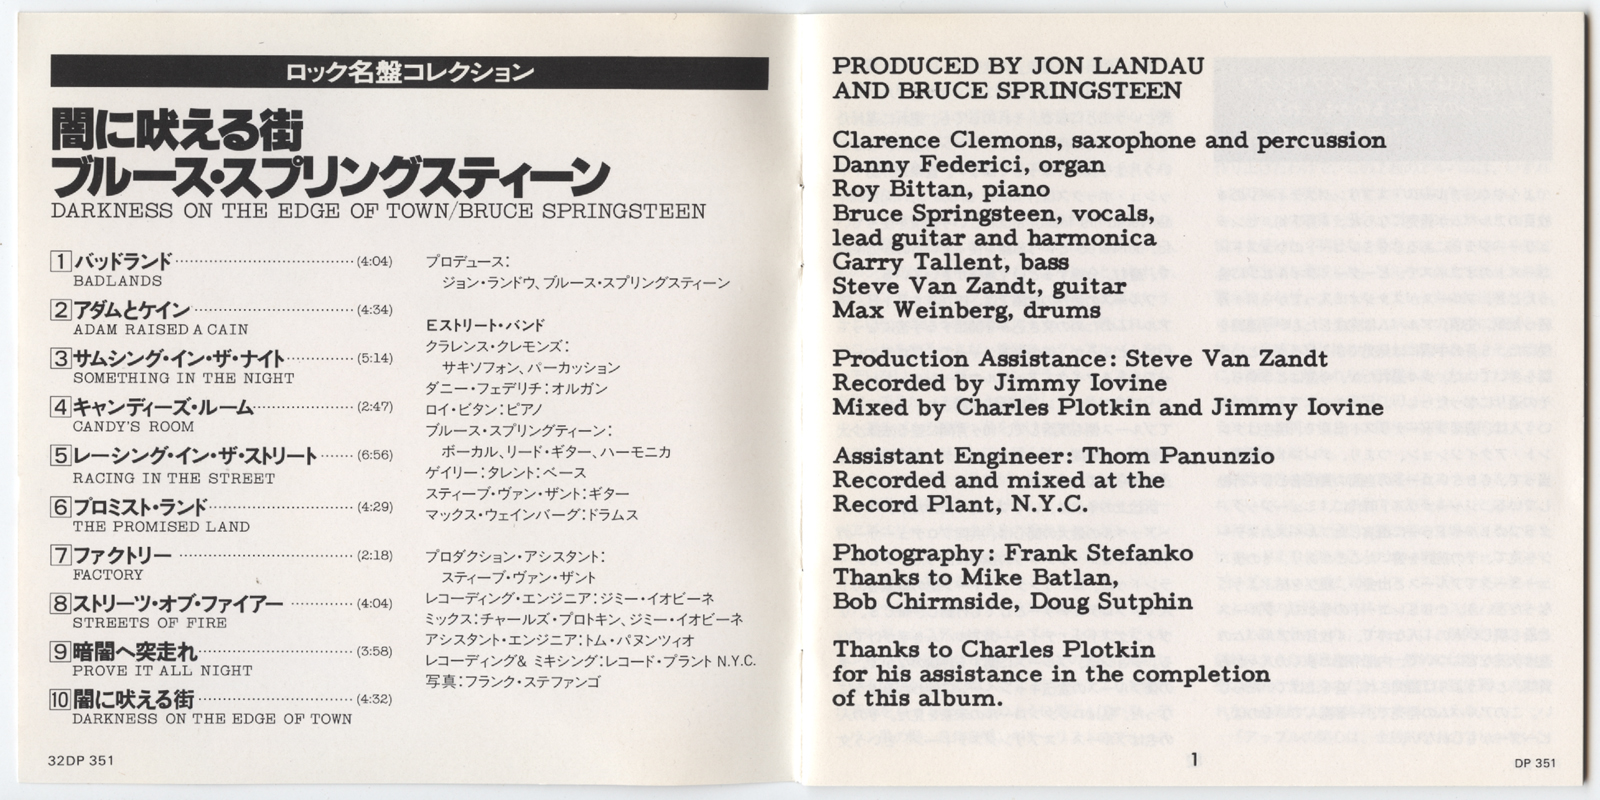 ロック名盤コレクション
闇に吠える街
ブルース・スプリングスティーン
DARKNESS ON THE EDGE OF TOWN/BRUCE SPRINGSTEEN
1 バッドランド (4:04)
BADLANDS
2 アダムとケイン (4:34)
ADAM RAISED A CAIN
3 サムシング・イン・ザ・ナイト (5:14)
SOMETHING IN THE NIGHT
4 キャンディーズ・ルーム (2:47)
CANDY'S ROOM
5 レーシング・イン・ザ・ストリート (6:56)
RACING IN THE STREET
6 プロミスト・ランド (4:29)
THE PROMISED LAND
7 ファクトリー (2:18)
FACTORY
8 ストリーツ・オブ・ファイアー (4:04)
STREETS OF FIRE
9 暗闇へ突走れ (3:58)
PROVE IT ALL NIGHT
10 闇に吠える街 (4:32)
DARKNESS ON THE EDGE OF TOWN
32DP 351
プロデュース:
ジョン・ランドウ、ブルース・スプリングスティーン
Eストリート・バンド
クラレンス・クレモンズ:
サキソフォン、パーカッション
ダニー・フェデリチ:オルガン
ロイ・ビタン:ピアノ
ブルース・スプリングティーン:
ボーカル、リード・ギター、ハーモニカ
ゲイリー:タレント:ベース
スティーブ・ヴァン・ザント:ギター
マックス・ウェインバーグ:ドラムス
プロダクション・アシスタント:
スティーブ・ヴァン・ザント
レコーディング・エンジニア:ジミー・イオビーネ
ミックス:チャールズ・プロトキン、ジミー・イオビーネ
アシスタント・エンジニア:トム・パヌンツィオ
レコーディング& ミキシング:レコード・プラント N.Y.C.
写真:フランク・ステファンゴ
PRODUCED BY JON LANDAU
AND BRUCE SPRINGSTEEN
Clarence Clemons, saxophone and percussion
Danny Federici, organ
Roy Bittan, piano
Bruce Springsteen, vocals,
lead guitar and harmonica
Garry Tallent, bass
Steve Van Zandt, guitar
Max Weinberg, drums
Production Assistance: Steve Van Zandt
Recorded by Jimmy Iovine
Mixed by Charles Plotkin and Jimmy Iovine
Assistant Engineer: Thom Panunzio
Recorded and mixed at the
Record Plant, N.Y.C.
Photography: Frank Stefanko
Thanks to Mike Batlan,
Bob Chirmside, Doug Sutphin
Thanks to Charles Plotkin
for his assistance in the completion
of this album.
1
DP 351